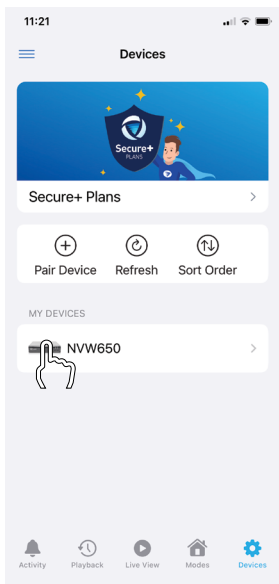 11:21
Devices
Secure+
PLANS
Secure+ Plans
Pair Device Refresh Sort Order
MY DEVICES
NVW650
Activity Playback Live View Modes Devices